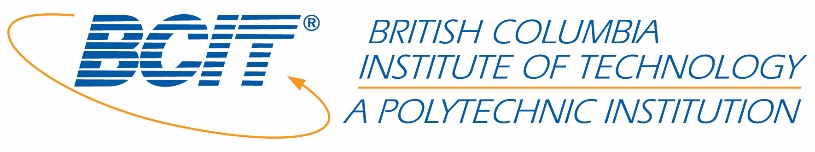 BCIT®
BRITISH COLUMBIA
INSTITUTE OF TECHNOLOGY
A POLYTECHNIC INSTITUTION